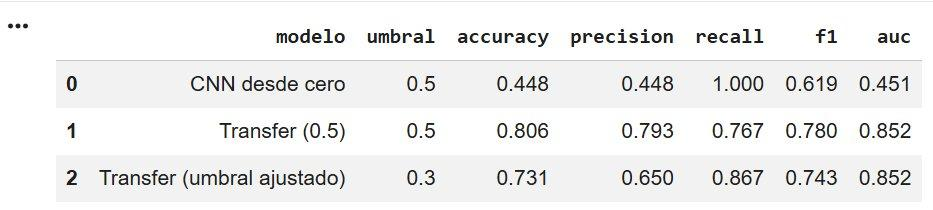 modelo umbral accuracy precision recall f1 auc
0 CNN desde cero 0.5 0.448 0.448 1.000 0.619 0.451
1 Transfer (0.5) 0.5 0.806 0.793 0.767 0.780 0.852
2 Transfer (umbral ajustado) 0.3 0.731 0.650 0.867 0.743 0.852